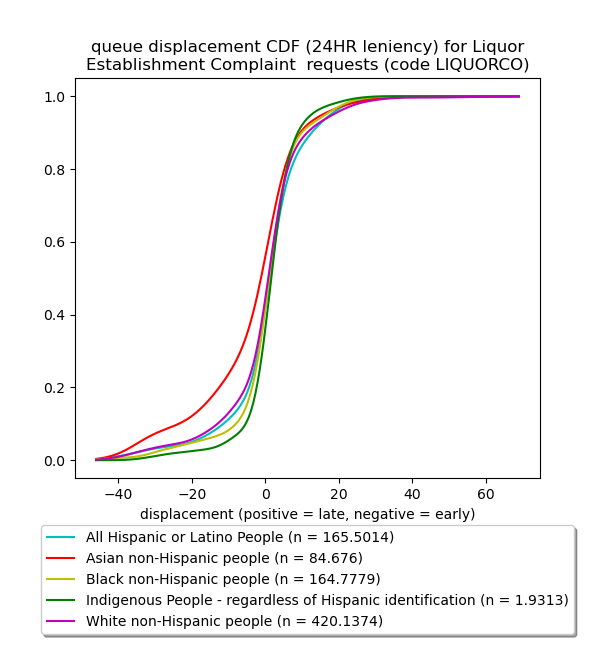 queue displacement CDF (24HR leniency) for Liquor
Establishment Complaint  requests (code LIQUORCO)
1.0
0.8
0.6
0.4
0.2
0.0
−40 −20 0 20 40 60
displacement (positive = late, negative = early)
All Hispanic or Latino People (n = 165.5014)
Asian non-Hispanic people (n = 84.676)
Black non-Hispanic people (n = 164.7779)
Indigenous People - regardless of Hispanic identification (n = 1.9313)
White non-Hispanic people (n = 420.1374)